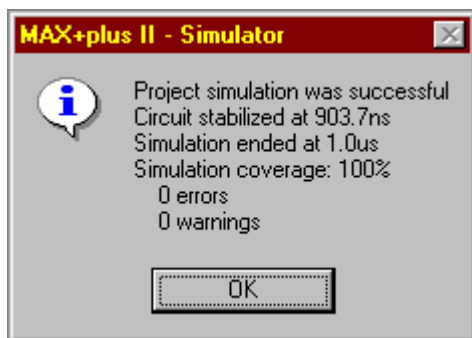 MAX+plus II - Simulator
Project simulation was successful
Circuit stabilized at 903.7ns
Simulation ended at 1.0us
Simulation coverage: 100%
0 errors
0 warnings
OK